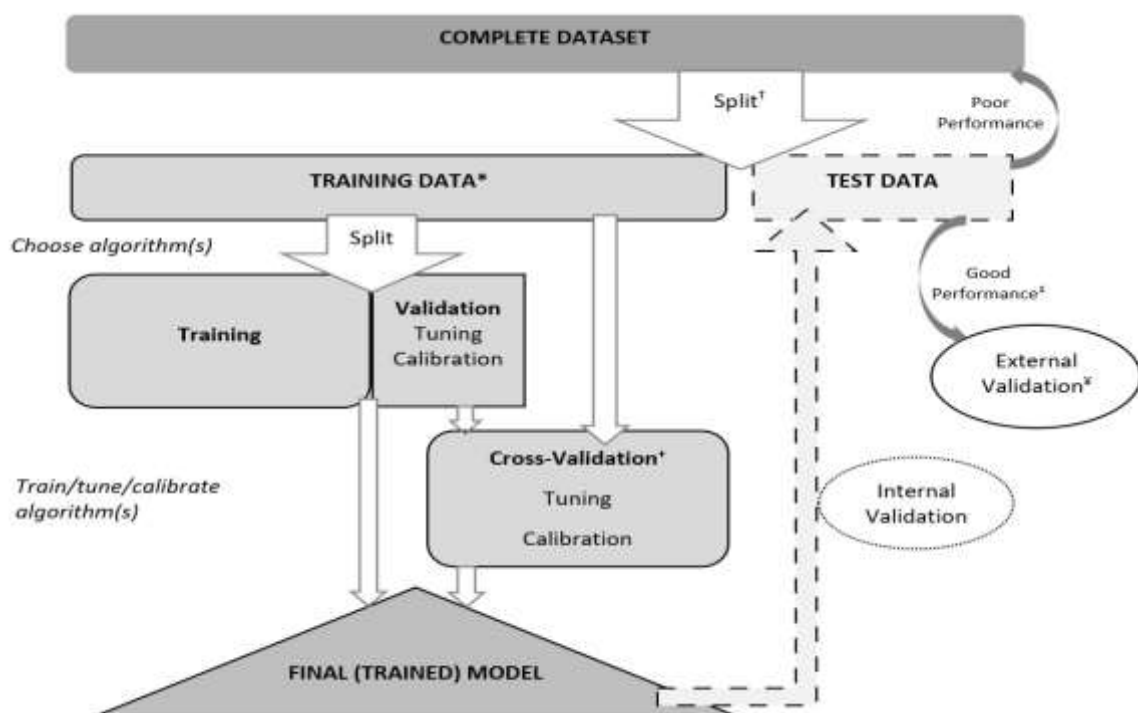 COMPLETE DATASET
Split†
Poor
Performance
TRAINING DATA*
TEST DATA
Choose algorithm(s)
Split
Good
Performance‡
Training
Validation
Tuning
Calibration
External
Validation¥
Cross-Validation⁺
Tuning
Calibration
Train/tune/calibrate
algorithm(s)
Internal
Validation
FINAL (TRAINED) MODEL